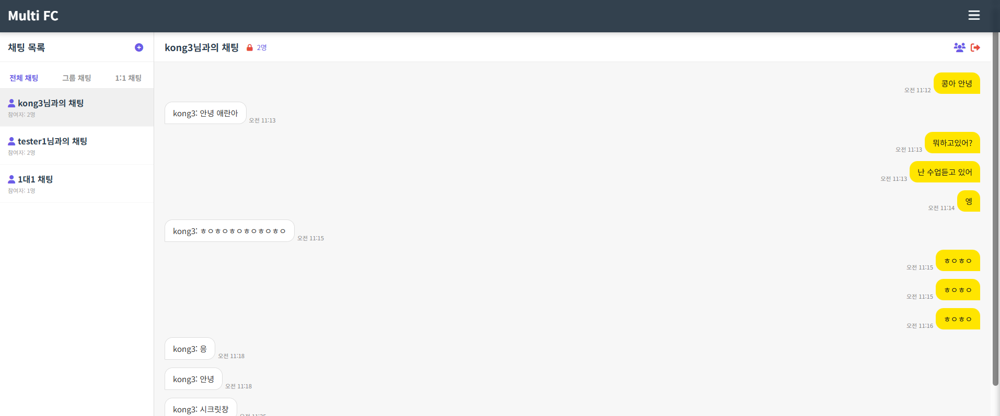 Multi FC
채팅 목록
전체 채팅 그룹 채팅 1:1 채팅
kong3님과의 채팅
참여자: 2명
tester1님과의 채팅
참여자: 2명
1대1 채팅
참여자: 1명
kong3님과의 채팅 2명
오전 11:12 콩아 안녕
kong3: 안녕 애란아 오전 11:13
오전 11:13 뭐하고있어?
오전 11:13 난 수업듣고 있어
오전 11:14 엥
kong3: ㅎㅇㅎㅇㅎㅇㅎㅇㅎㅇㅎㅇ 오전 11:15
오전 11:15 ㅎㅇㅎㅇ
오전 11:15 ㅎㅇㅎㅇ
오전 11:16 ㅎㅇㅎㅇ
kong3: 응 오전 11:18
kong3: 안녕 오전 11:18
kong3: 시크릿창